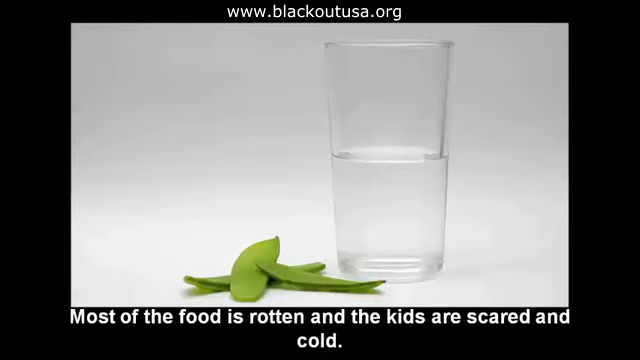 www.blackoutusa.org
Most of the food is rotten and the kids are scared and
cold.